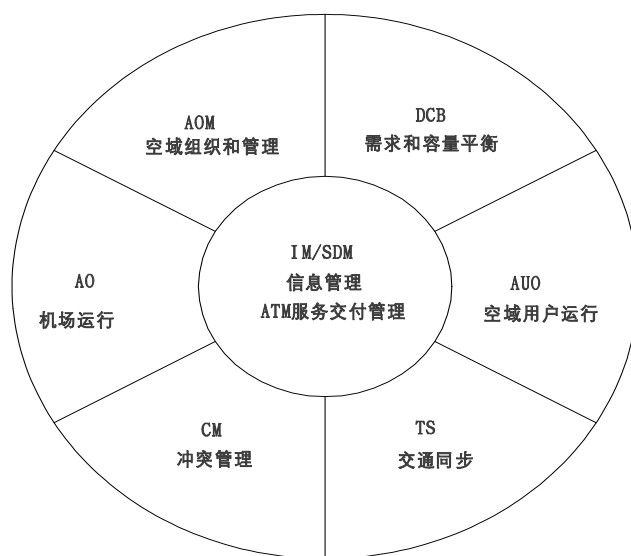 AOM
空域组织和管理
DCB
需求和容量平衡
IM/SDM
信息管理
ATM服务交付管理
AO
机场运行
AUO
空域用户运行
CM
冲突管理
TS
交通同步